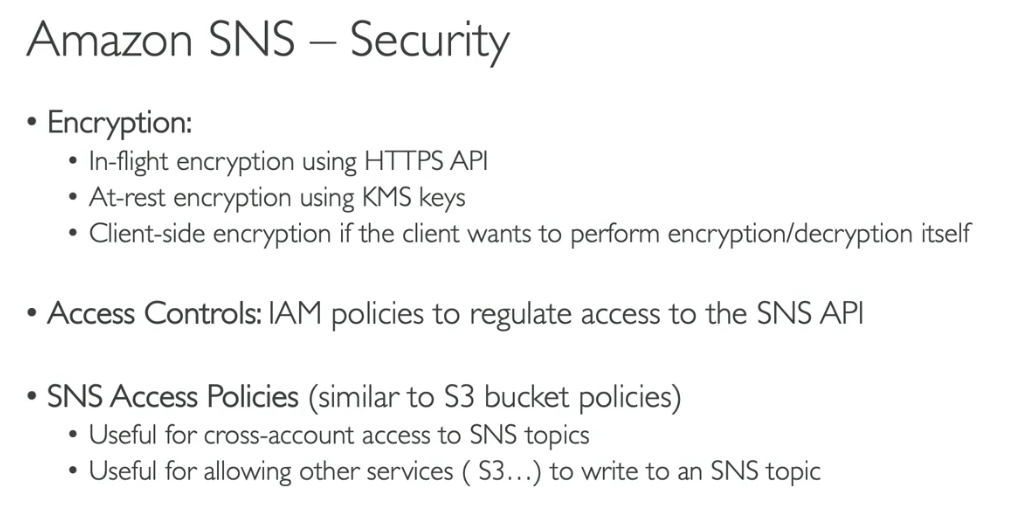 Amazon SNS – Security
• Encryption:
• In-flight encryption using HTTPS API
• At-rest encryption using KMS keys
• Client-side encryption if the client wants to perform encryption/decryption itself
• Access Controls: IAM policies to regulate access to the SNS API
• SNS Access Policies (similar to S3 bucket policies)
• Useful for cross-account access to SNS topics
• Useful for allowing other services ( S3…) to write to an SNS topic